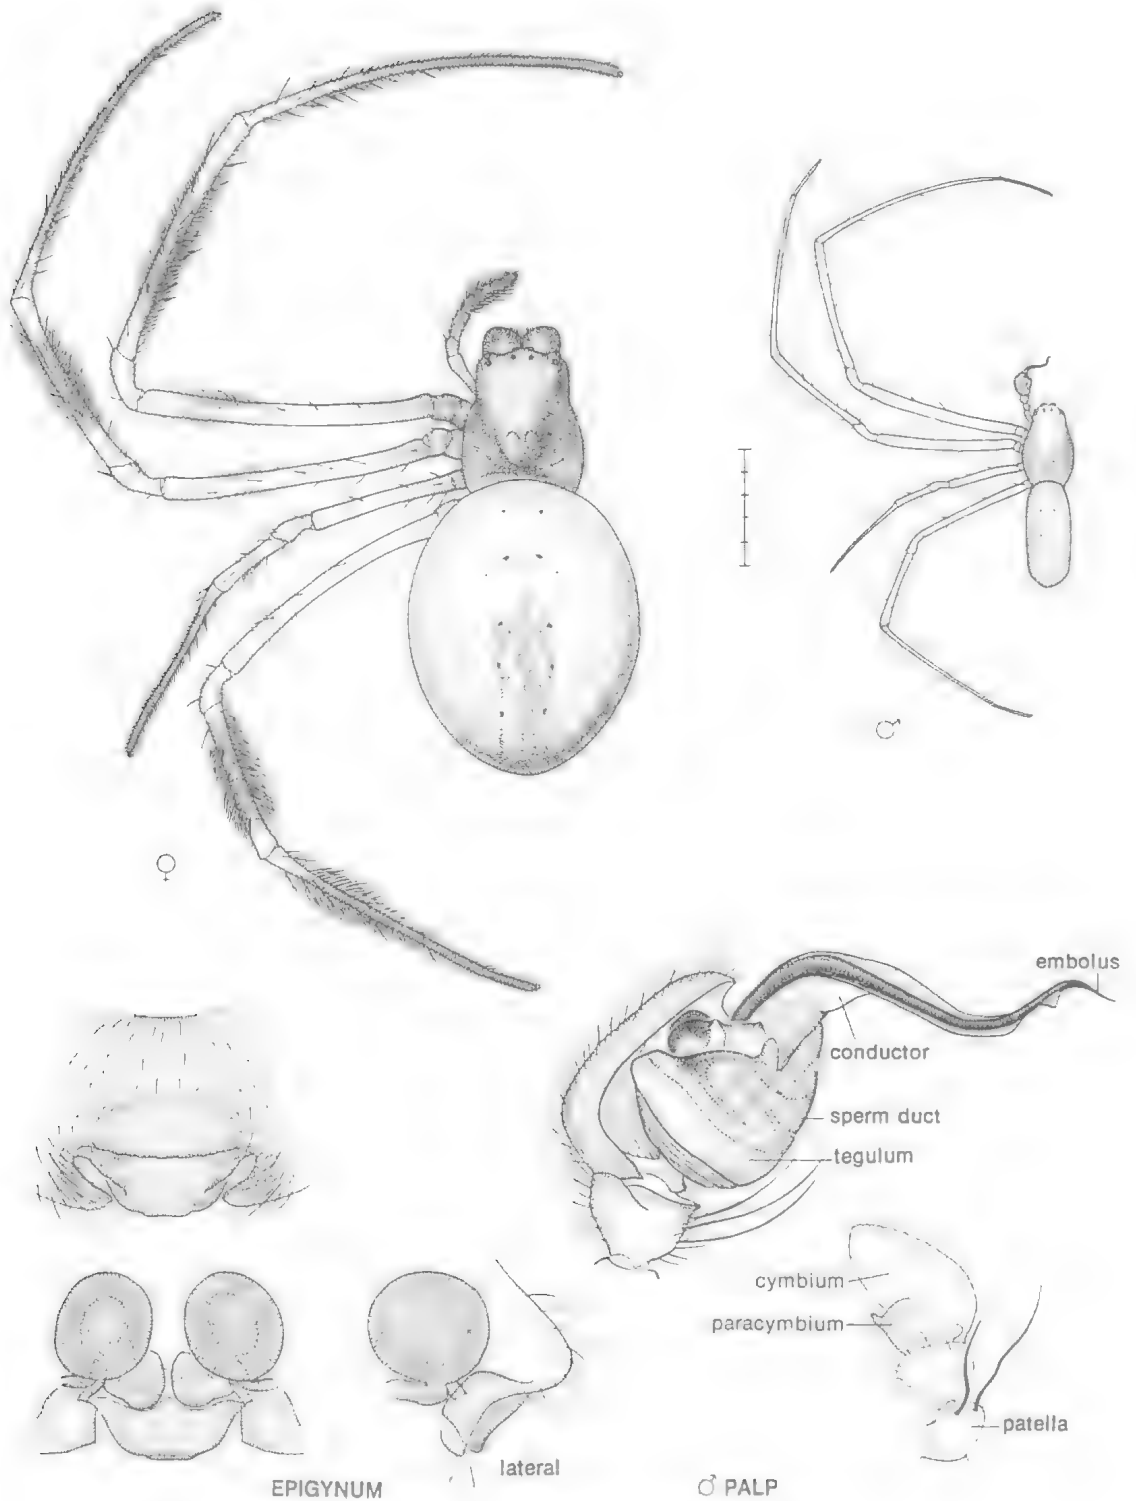 ♂
♀
embolus
conductor
sperm duct
tegulum
cymbium
paracymbium
patella
lateral
EPIGYNUM
♂ PALP